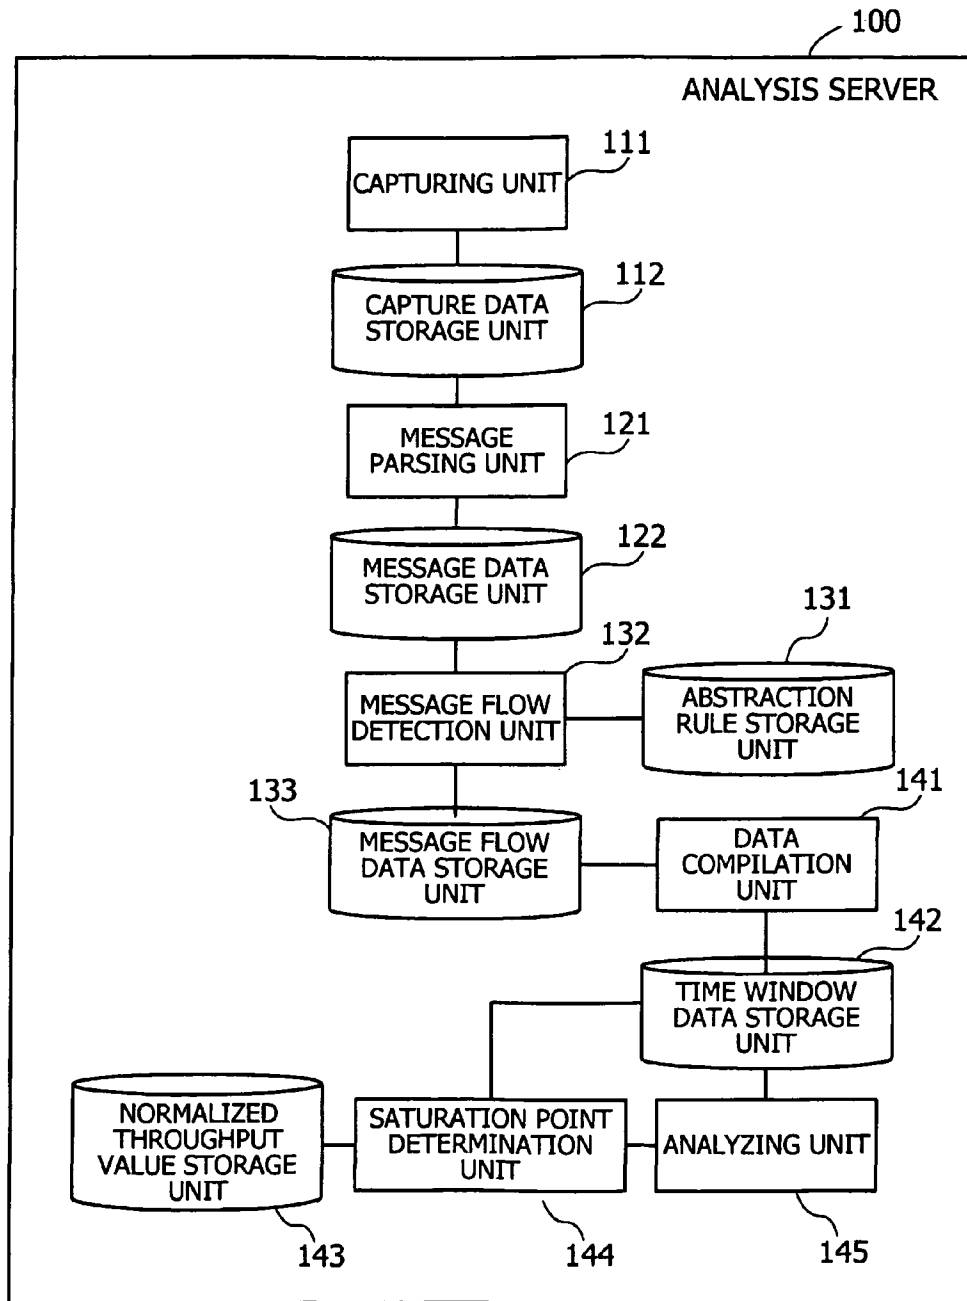 100
ANALYSIS SERVER
111
CAPTURING UNIT
112
CAPTURE DATA
STORAGE UNIT
121
MESSAGE
PARSING UNIT
122
MESSAGE DATA
STORAGE UNIT
132
MESSAGE FLOW
DETECTION UNIT
131
ABSTRACTION
RULE STORAGE
UNIT
133
MESSAGE FLOW
DATA STORAGE
UNIT
141
DATA
COMPILATION
UNIT
142
TIME WINDOW
DATA STORAGE
UNIT
NORMALIZED
THROUGHPUT
VALUE STORAGE
UNIT
143
SATURATION POINT
DETERMINATION
UNIT
144
ANALYZING UNIT
145